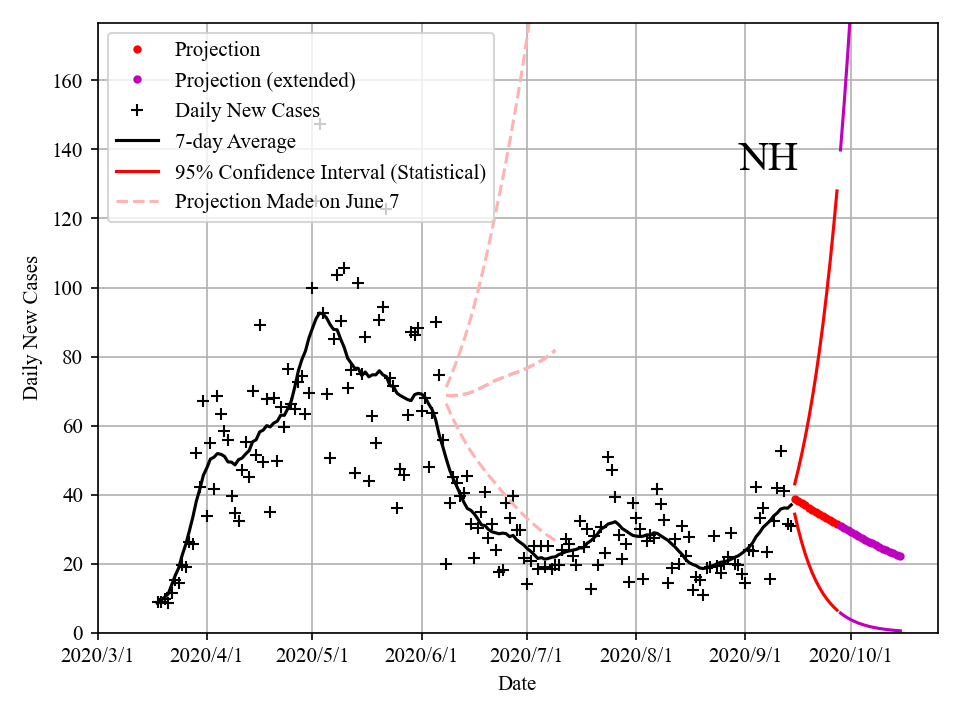 Projection
Projection (extended)
Daily New Cases
7-day Average
95% Confidence Interval (Statistical)
Projection Made on June 7
NH
Daily New Cases
160
140
120
100
80
60
40
20
0
2020/3/1 2020/4/1 2020/5/1 2020/6/1 2020/7/1 2020/8/1 2020/9/1 2020/10/1
Date